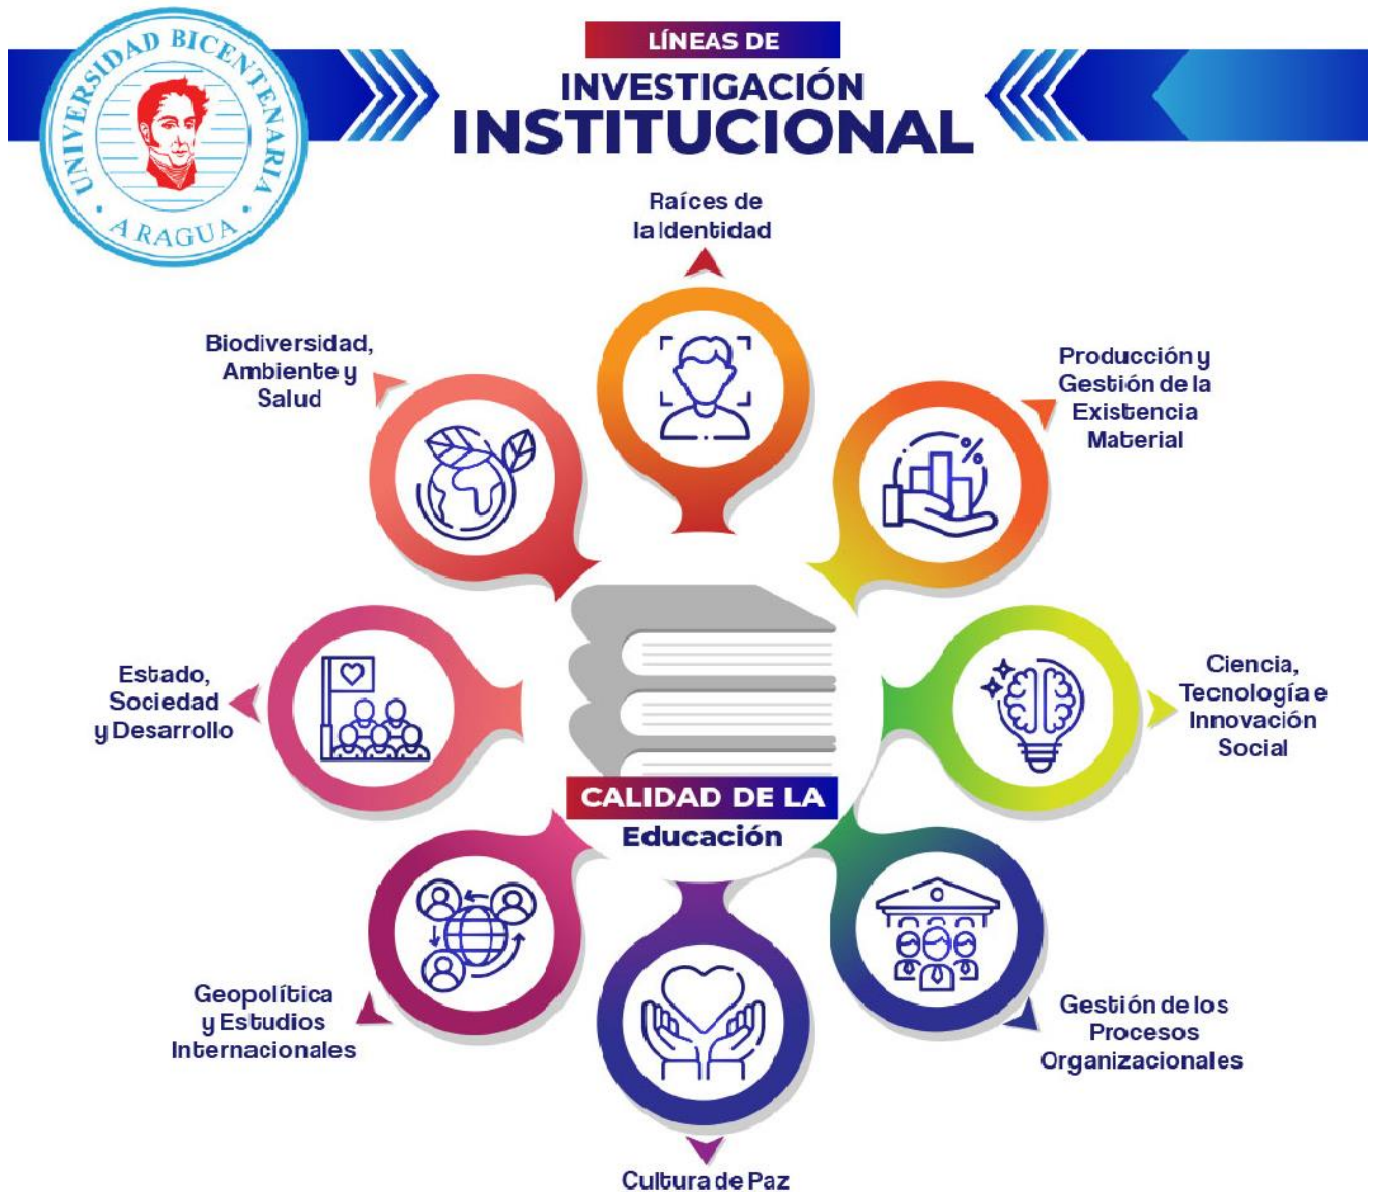 UNIVERSIDAD BICENTENARIA
ARAGUA
LÍNEAS DE
INVESTIGACIÓN
INSTITUCIONAL
Raíces de
la Identidad
Biodiversidad,
Ambiente y
Salud
Producción y
Gestión de la
Existencia
Material
%
Estado,
Sociedad
y Desarrollo
Ciencia,
Tecnología e
Innovación
Social
CALIDAD DE LA
Educación
Geopolítica
y Estudios
Internacionales
Gestión de los
Procesos
Organizacionales
Cultura de Paz